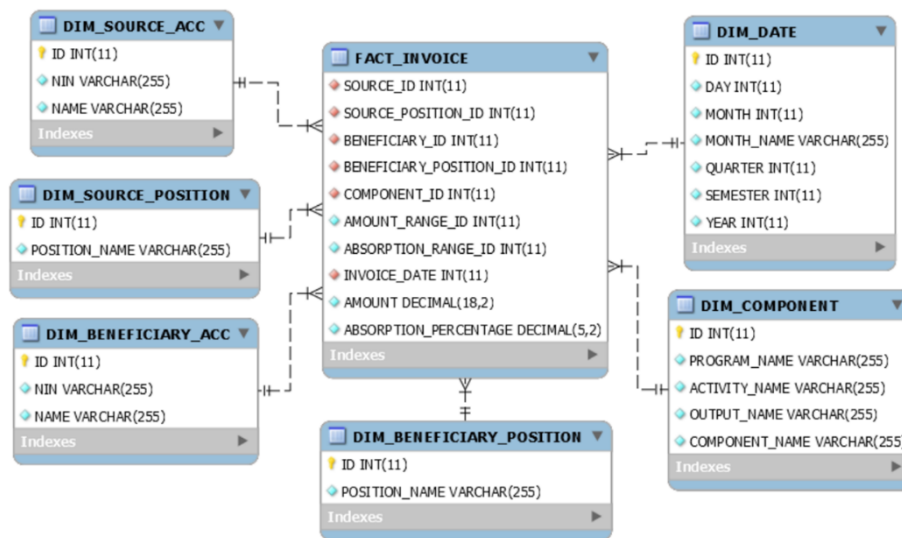 DIM_SOURCE_ACC
ID INT(11)
NIN VARCHAR(255)
NAME VARCHAR(255)
Indexes
DIM_SOURCE_POSITION
ID INT(11)
POSITION_NAME VARCHAR(255)
Indexes
DIM_BENEFICIARY_ACC
ID INT(11)
NIN VARCHAR(255)
NAME VARCHAR(255)
Indexes
FACT_INVOICE
SOURCE_ID INT(11)
SOURCE_POSITION_ID INT(11)
BENEFICIARY_ID INT(11)
BENEFICIARY_POSITION_ID INT(11)
COMPONENT_ID INT(11)
AMOUNT_RANGE_ID INT(11)
ABSORPTION_RANGE_ID INT(11)
INVOICE_DATE INT(11)
AMOUNT DECIMAL(18,2)
ABSORPTION_PERCENTAGE DECIMAL(5,2)
Indexes
DIM_BENEFICIARY_POSITION
ID INT(11)
POSITION_NAME VARCHAR(255)
Indexes
DIM_DATE
ID INT(11)
DAY INT(11)
MONTH INT(11)
MONTH_NAME VARCHAR(255)
QUARTER INT(11)
SEMESTER INT(11)
YEAR INT(11)
Indexes
DIM_COMPONENT
ID INT(11)
PROGRAM_NAME VARCHAR(255)
ACTIVITY_NAME VARCHAR(255)
OUTPUT_NAME VARCHAR(255)
COMPONENT_NAME VARCHAR(255)
Indexes